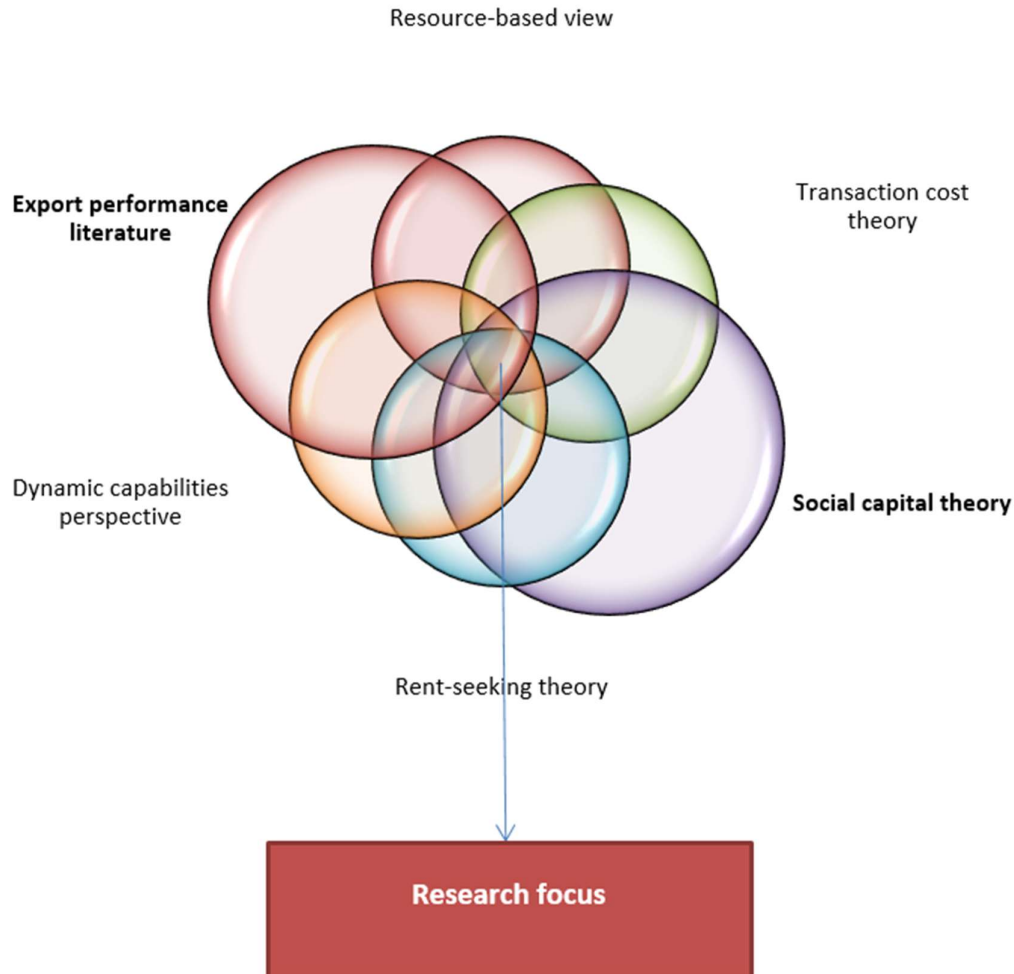 Resource-based view
Export performance
literature
Transaction cost
theory
Dynamic capabilities
perspective
Social capital theory
Rent-seeking theory
Research focus